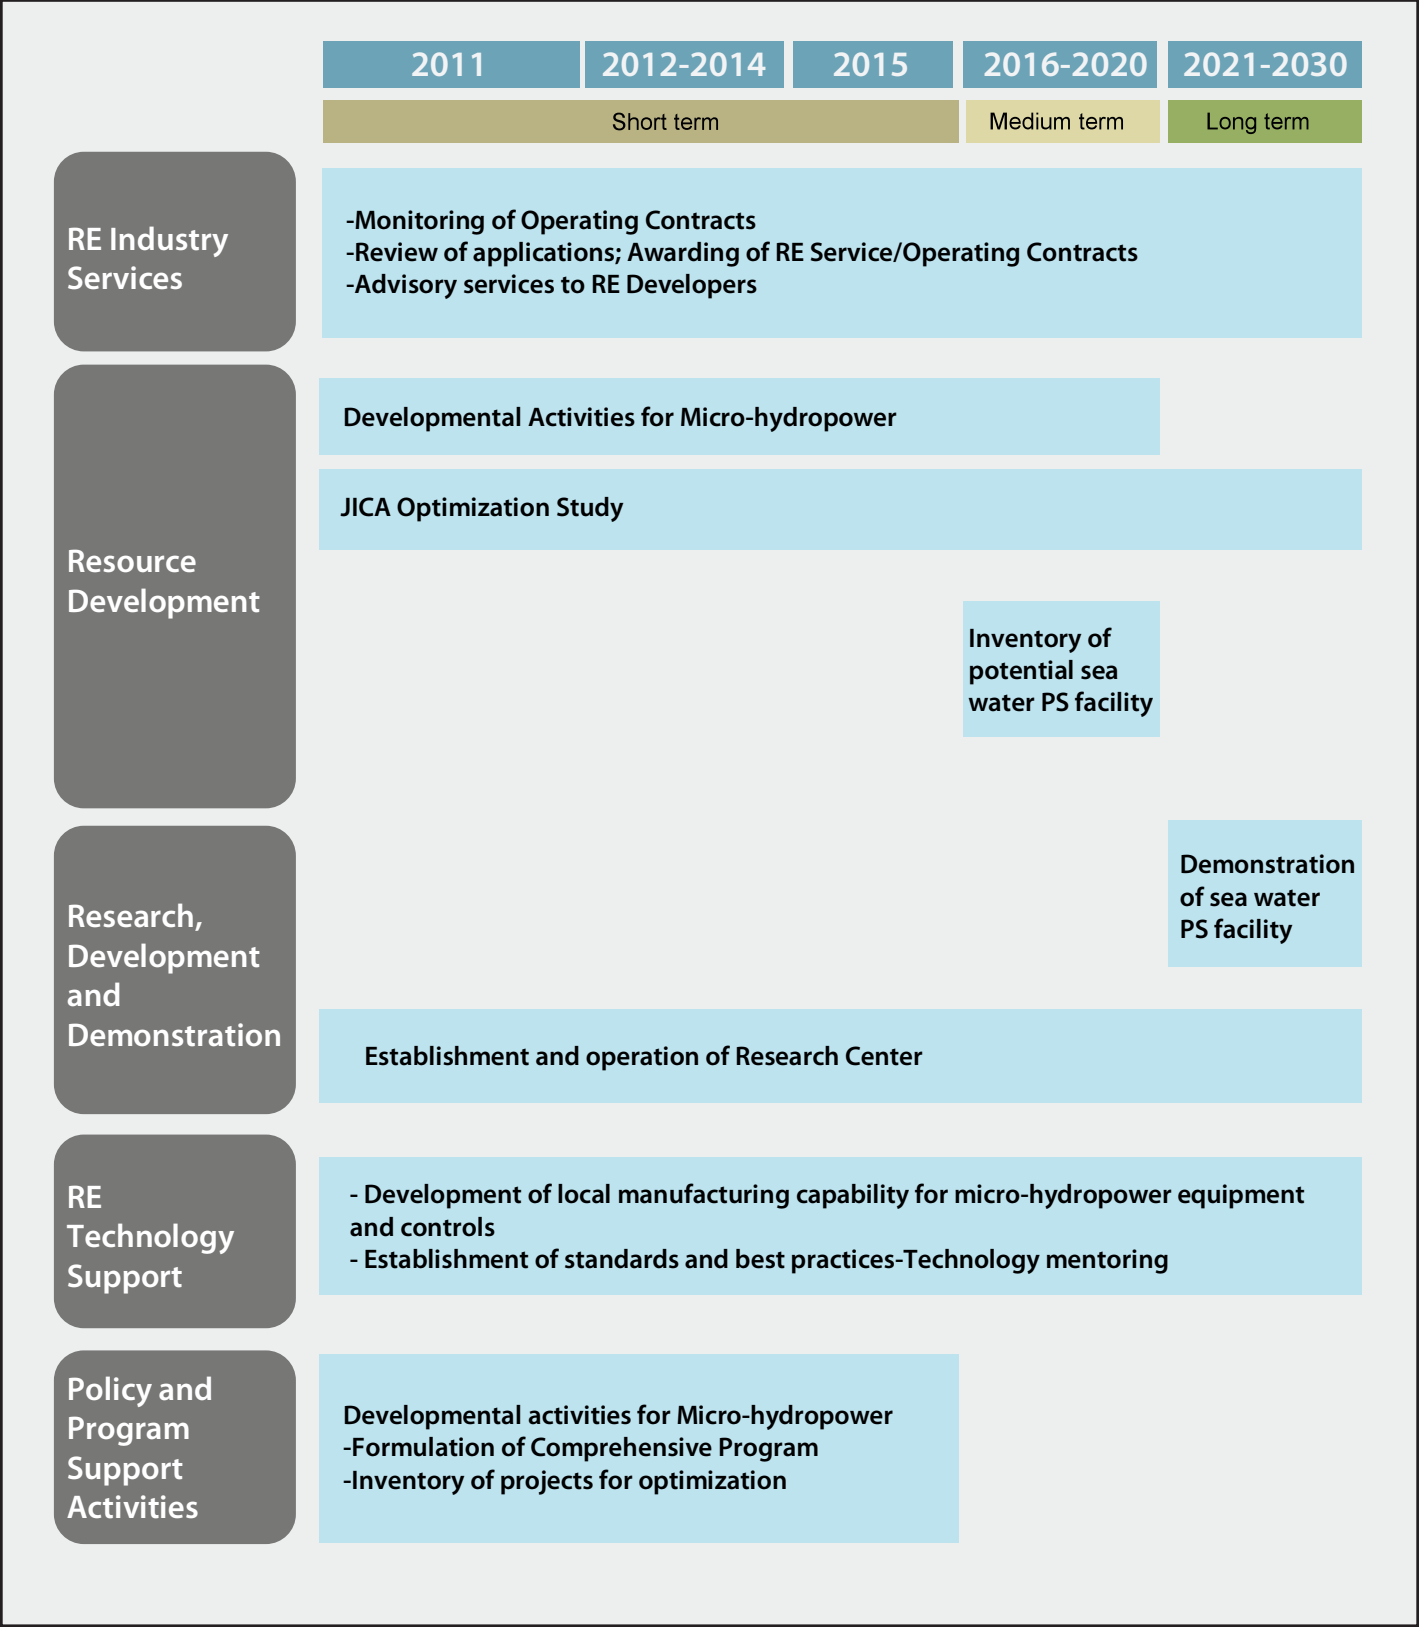 2011 2012-2014 2015 2016-2020 2021-2030
Short term Medium term Long term
RE Industry
Services
-Monitoring of Operating Contracts
-Review of applications; Awarding of RE Service/Operating Contracts
-Advisory services to RE Developers
Resource
Development
Developmental Activities for Micro-hydropower
JICA Optimization Study
Inventory of
potential sea
water PS facility
Research,
Development
and
Demonstration
Demonstration
of sea water
PS facility
Establishment and operation of Research Center
RE
Technology
Support
- Development of local manufacturing capability for micro-hydropower equipment
and controls
- Establishment of standards and best practices-Technology mentoring
Policy and
Program
Support
Activities
Developmental activities for Micro-hydropower
-Formulation of Comprehensive Program
-Inventory of projects for optimization